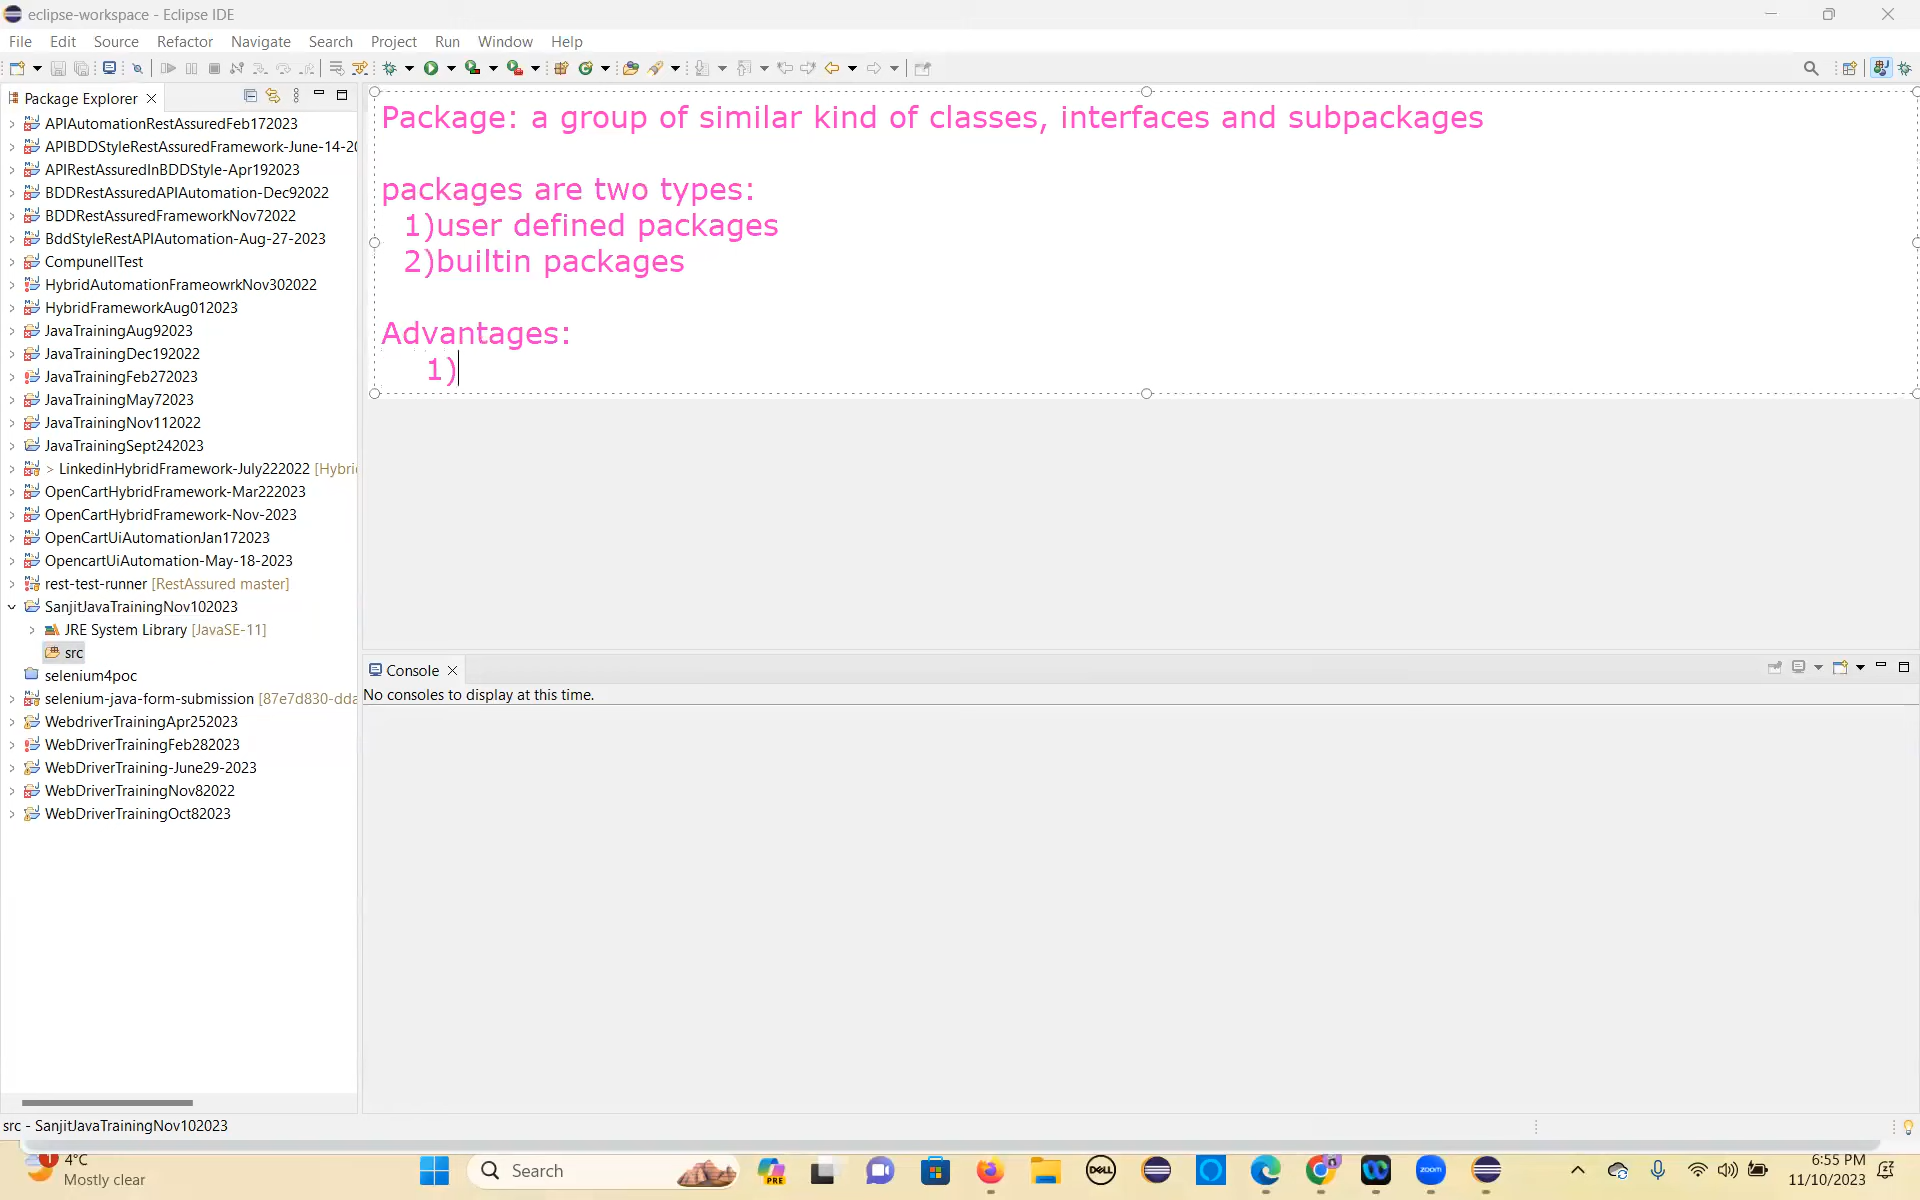 eclipse-workspace - Eclipse IDE
File Edit Source Refactor Navigate Search Project Run Window Help
Package Explorer
APIAutomationRestAssuredFeb172023
APIBDDStyleRestAssuredFramework-June-14-20
APIRestAssuredInBDDStyle-Apr192023
BDDRestAssuredAPIAutomation-Dec92022
BDDRestAssuredFrameworkNov72022
BddStyleRestAPIAutomation-Aug-27-2023
CompunellTest
HybridAutomationFrameowrkNov302022
HybridFrameworkAug012023
JavaTrainingAug92023
JavaTrainingDec192022
JavaTrainingFeb272023
JavaTrainingMay72023
JavaTrainingNov112022
JavaTrainingSept242023
> LinkedinHybridFramework-July222022 [Hybri
OpenCartHybridFramework-Mar222023
OpenCartHybridFramework-Nov-2023
OpenCartUiAutomationJan172023
OpencartUiAutomation-May-18-2023
rest-test-runner [RestAssured master]
SanjitJavaTrainingNov102023
JRE System Library [JavaSE-11]
src
selenium4poc
selenium-java-form-submission [87e7d830-dda
WebdriverTrainingApr252023
WebDriverTrainingFeb282023
WebDriverTraining-June29-2023
WebDriverTrainingNov82022
WebDriverTrainingOct82023
Package: a group of similar kind of classes, interfaces and subpackages
packages are two types:
1)user defined packages
2)builtin packages
Advantages:
1)
Console
No consoles to display at this time.
src - SanjitJavaTrainingNov102023
1
4°C
Mostly clear
Search
PRE
DELL
zoom
6:55 PM
11/10/2023